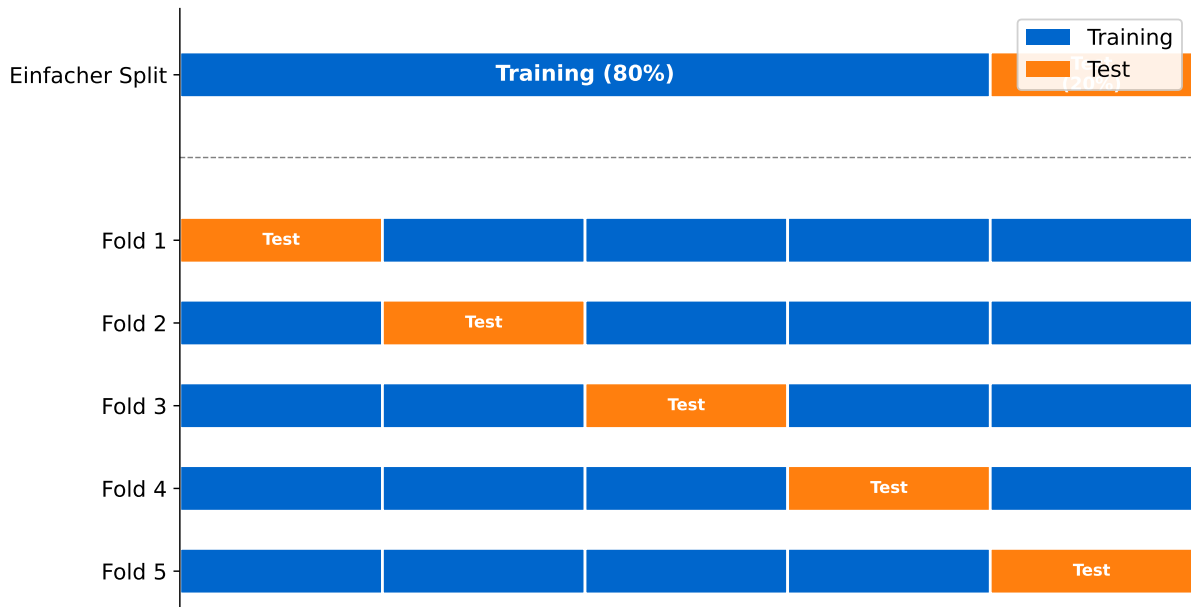 Training
Einfacher Split
Training (80%)
Test
(20%)
Fold 1
Test
Fold 2
Test
Fold 3
Test
Fold 4
Test
Fold 5
Test